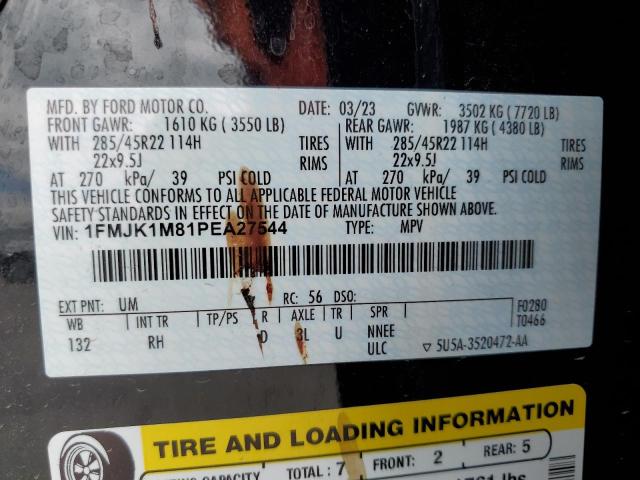 MFD. BY FORD MOTOR CO. DATE: 03/23 GVWR: 3502 KG ( 7720 LB)
FRONT GAWR: 1610 KG ( 3550 LB) REAR GAWR: 1987 KG ( 4380 LB)
WITH 285/45R22 114H TIRES WITH 285/45R22 114H TIRES
22x9.5J RIMS 22x9.5J RIMS
AT 270 kPa/ 39 PSI COLD AT 270 kPa/ 39 PSI COLD
THIS VEHICLE CONFORMS TO ALL APPLICABLE FEDERAL MOTOR VEHICLE
SAFETY STANDARDS IN EFFECT ON THE DATE OF MANUFACTURE SHOWN ABOVE.
VIN: 1FMJK1M81PEA27544 TYPE: MPV
EXT PNT: UM RC: 56 DSO: F0280
WB INT TR TP/PS R AXLE TR SPR T0466
132 RH D 3L U NNEE
ULC ▽ 5U5A-3520472-AA
TIRE AND LOADING INFORMATION
CAPACITY TOTAL : 7 FRONT: 2 REAR: 5
lbs